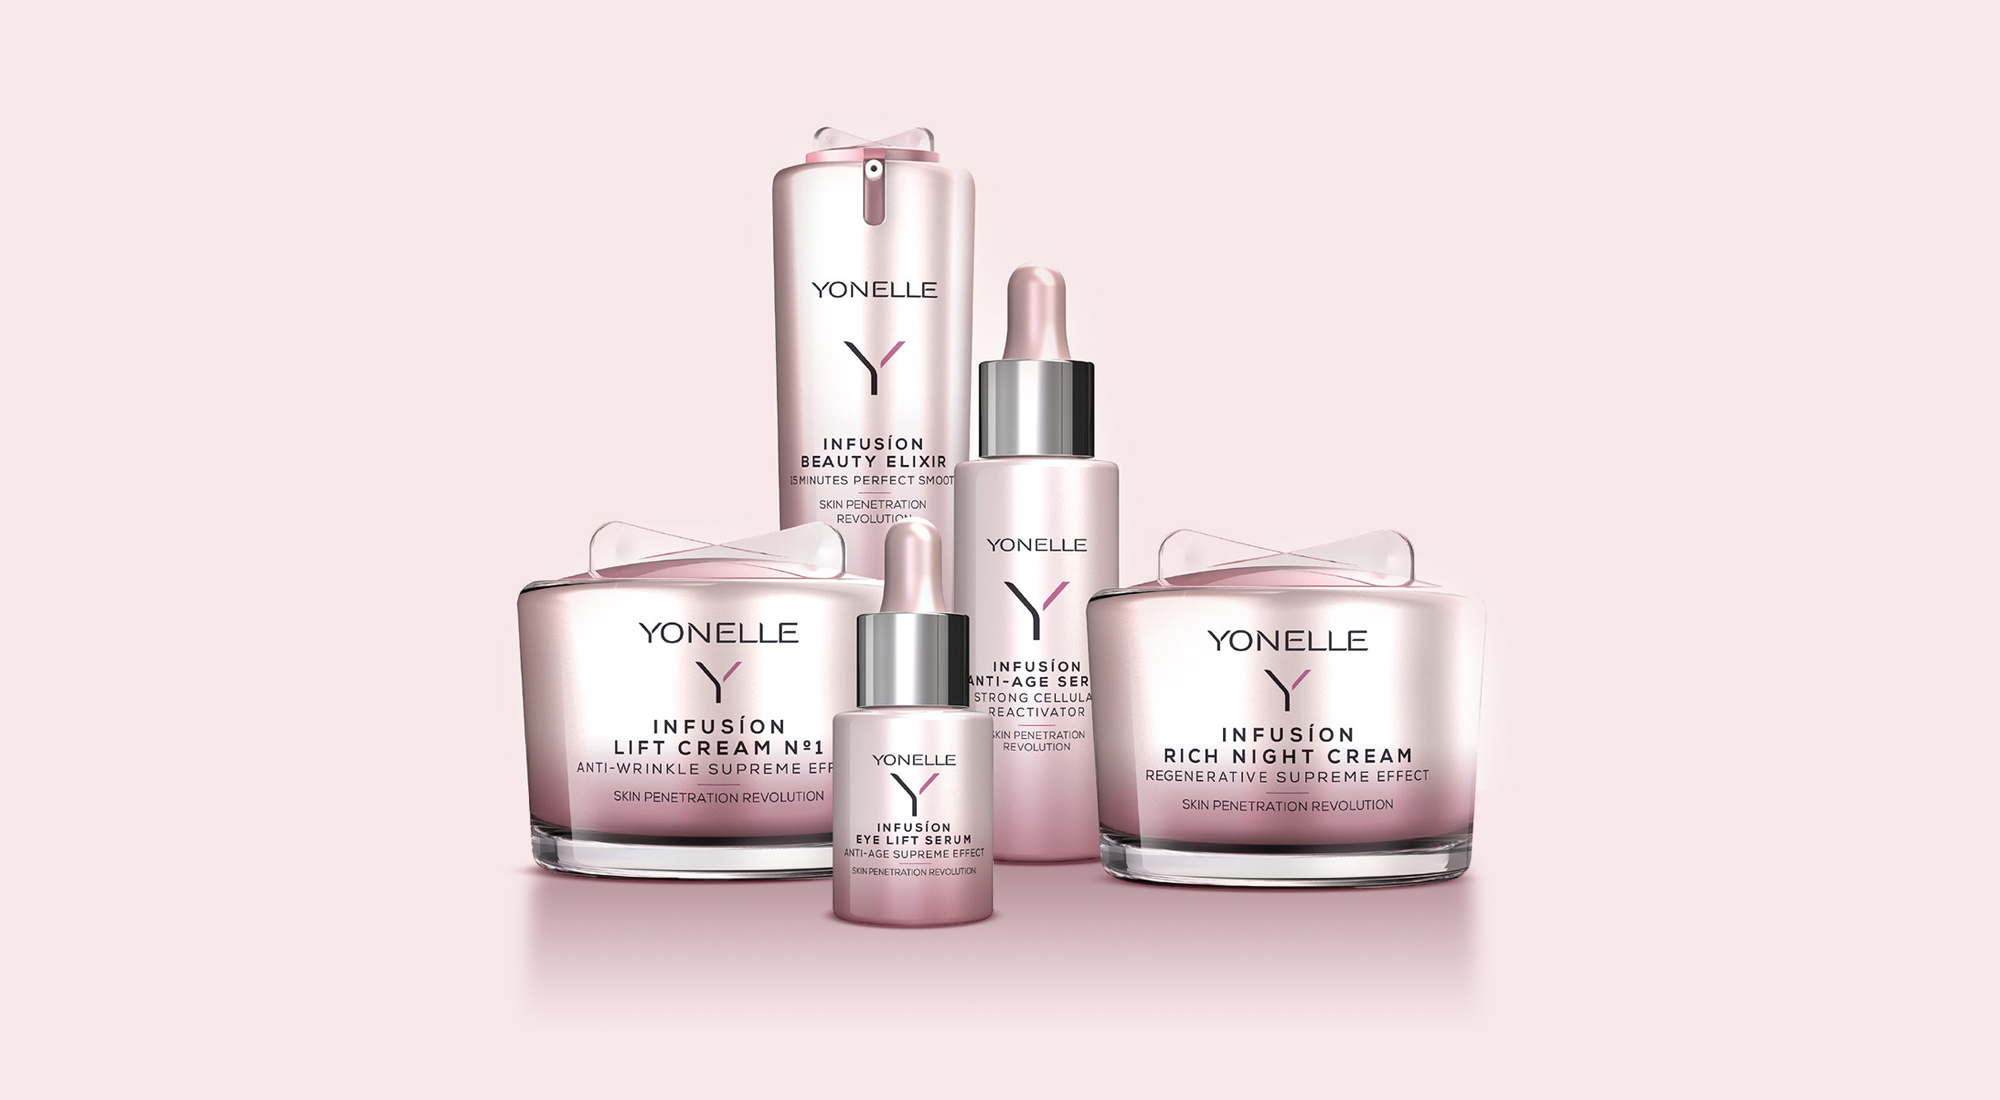 YONELLE
Y
INFUSÍON
BEAUTY ELIXIR
15 MINUTES PERFECT SMOOT
SKIN PENETRATION
REVOLUTION
YONELLE
Y
INFUSÍON
ANTI-AGE SER
STRONG CELLULA
REACTIVATOR
SKIN PENETRATION
REVOLUTION
YONELLE
Y
INFUSÍON
LIFT CREAM Nº1
ANTI-WRINKLE SUPREME EFF
SKIN PENETRATION REVOLUTION
YONELLE
Y
INFUSÍON
EYE LIFT SERUM
ANTI-AGE SUPREME EFFECT
SKIN PENETRATION REVOLUTION
YONELLE
Y
INFUSÍON
RICH NIGHT CREAM
REGENERATIVE SUPREME EFFECT
SKIN PENETRATION REVOLUTION